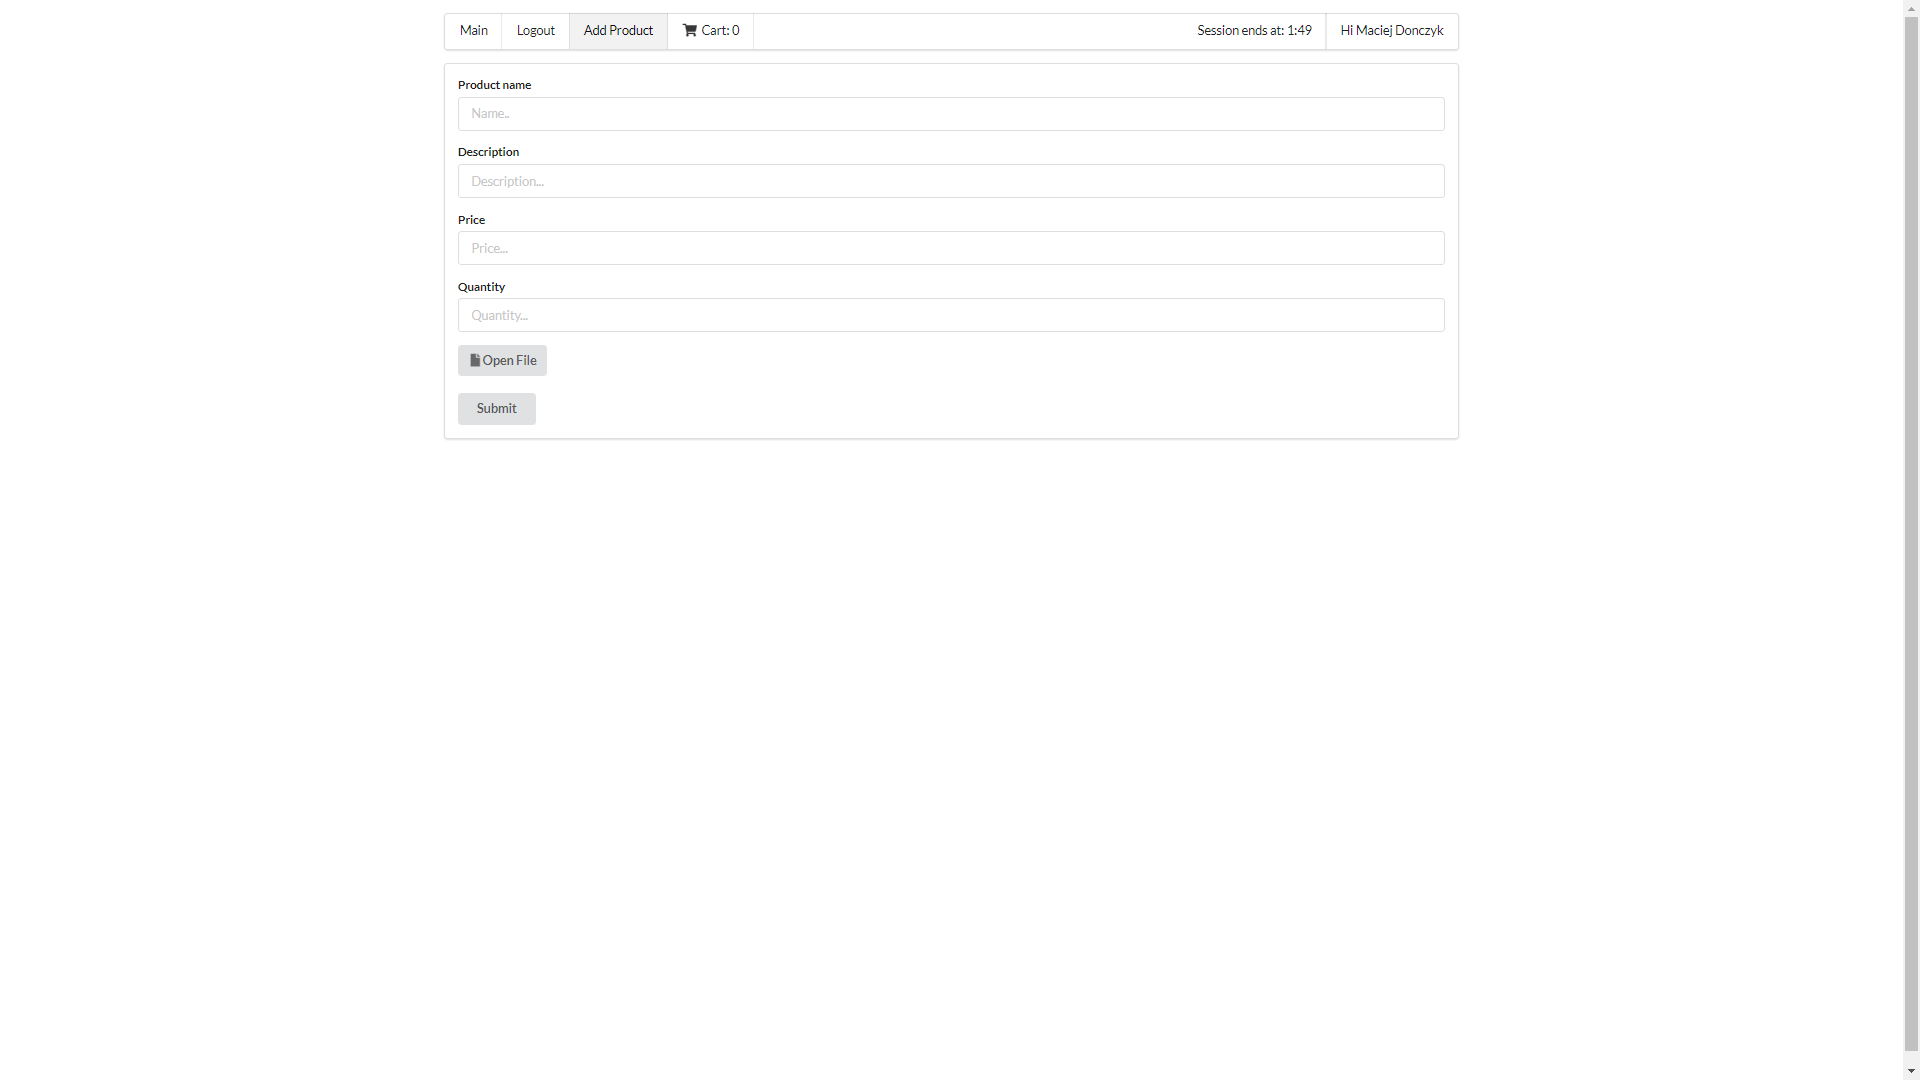 Main Logout Add Product Cart: 0 Session ends at: 1:49 Hi Maciej Donczyk
Product name
Name..
Description
Description...
Price
Price...
Quantity
Quantity...
Open File
Submit